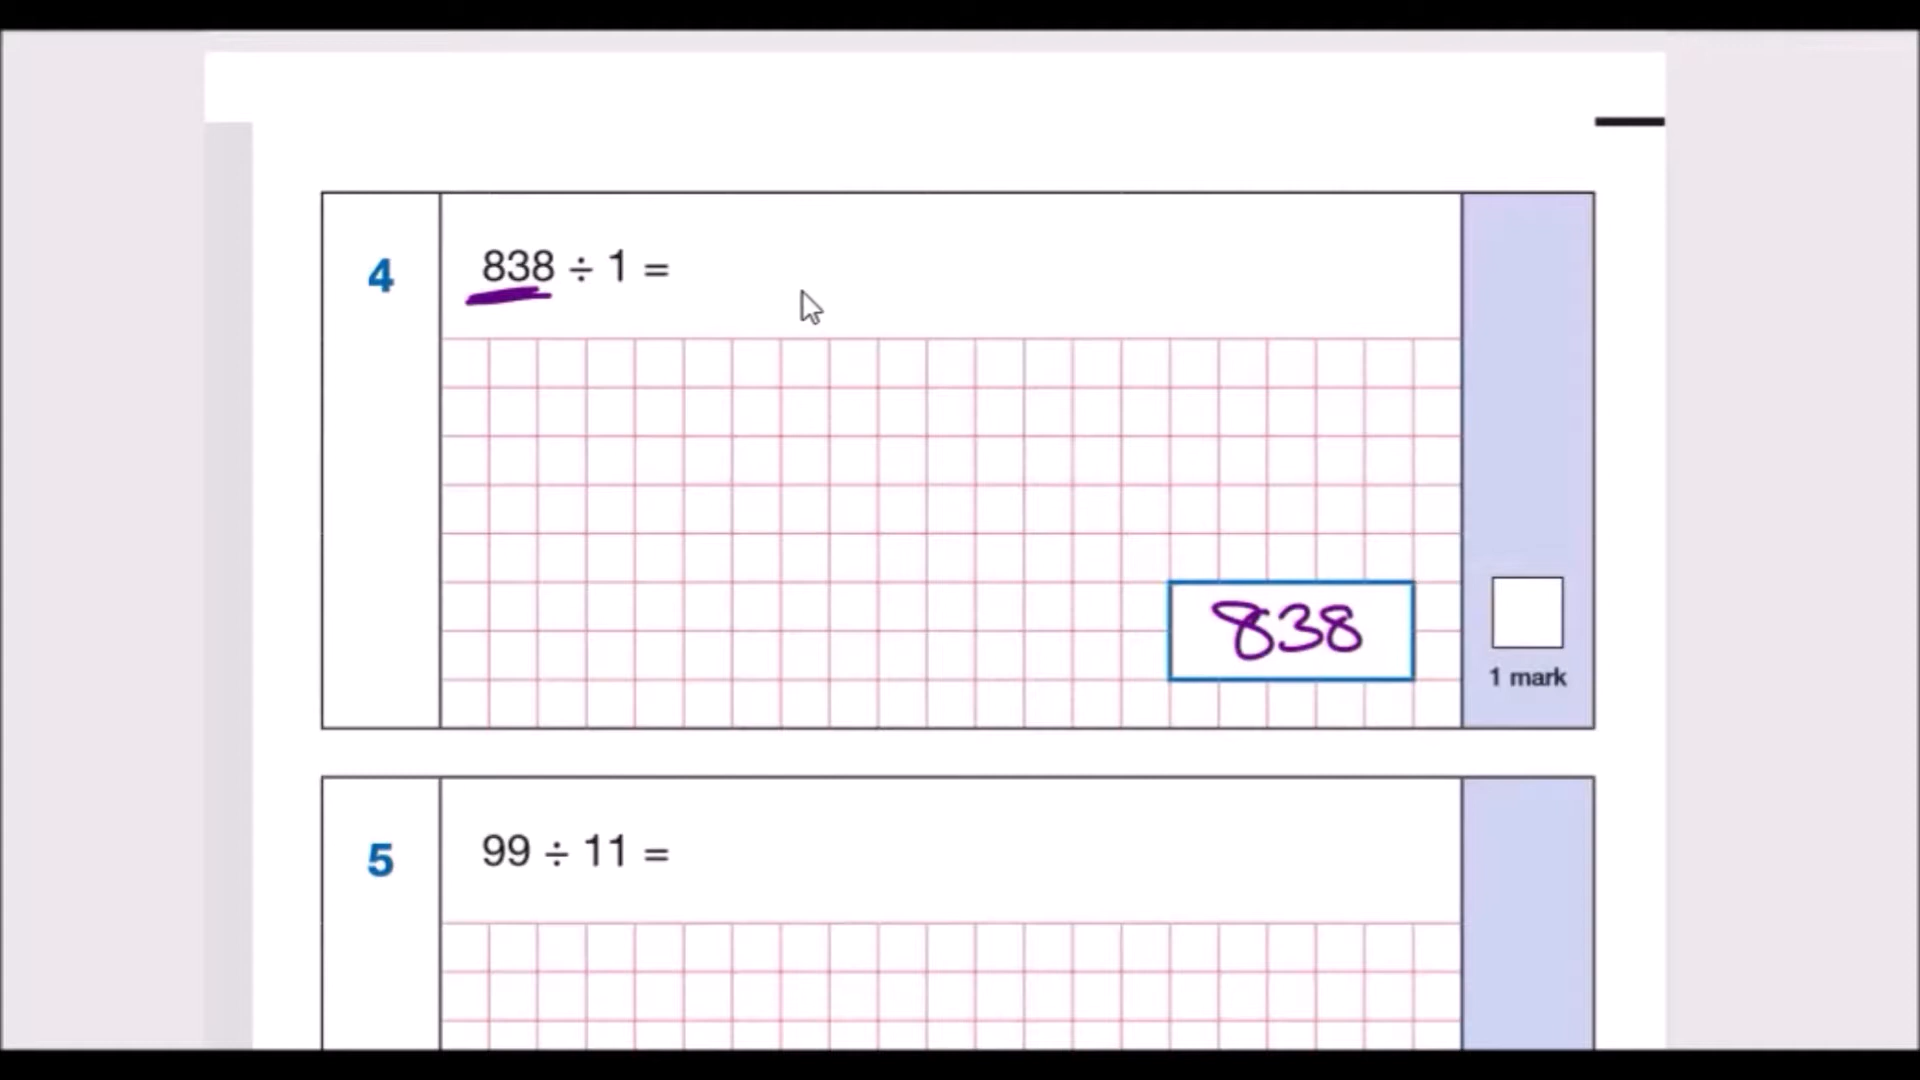 4
838 ÷ 1 =
838
1 mark
5
99 ÷ 11 =